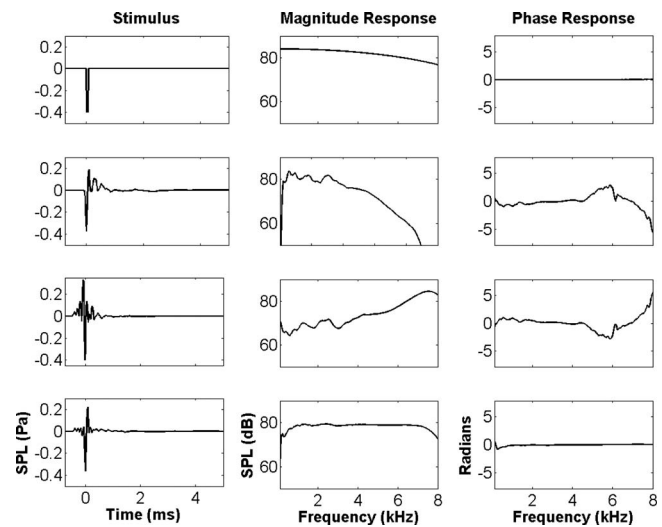 Stimulus Magnitude Response Phase Response
0.2 0 -0.2 -0.4
80 60
5 0 -5
0.2 0 -0.2 -0.4
80 60
5 0 -5
0.2 0 -0.2 -0.4
80 60
5 0 -5
SPL (Pa)
0.2 0 -0.2 -0.4
0 2 4
Time (ms)
SPL (dB)
80 60
2 4 6 8
Frequency (kHz)
Radians
5 0 -5
2 4 6 8
Frequency (kHz)